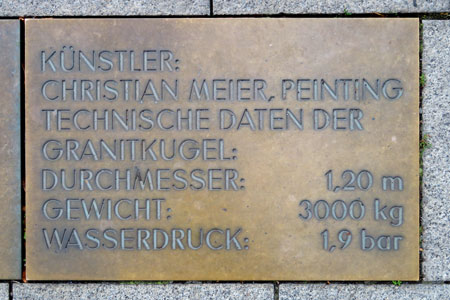 KÜNSTLER:
CHRISTIAN MEIER, PEINTING
TECHNISCHE DATEN DER
GRANITKUGEL:
DURCHMESSER: 1,20 m
GEWICHT: 3000 kg
WASSERDRUCK: 1,9 bar